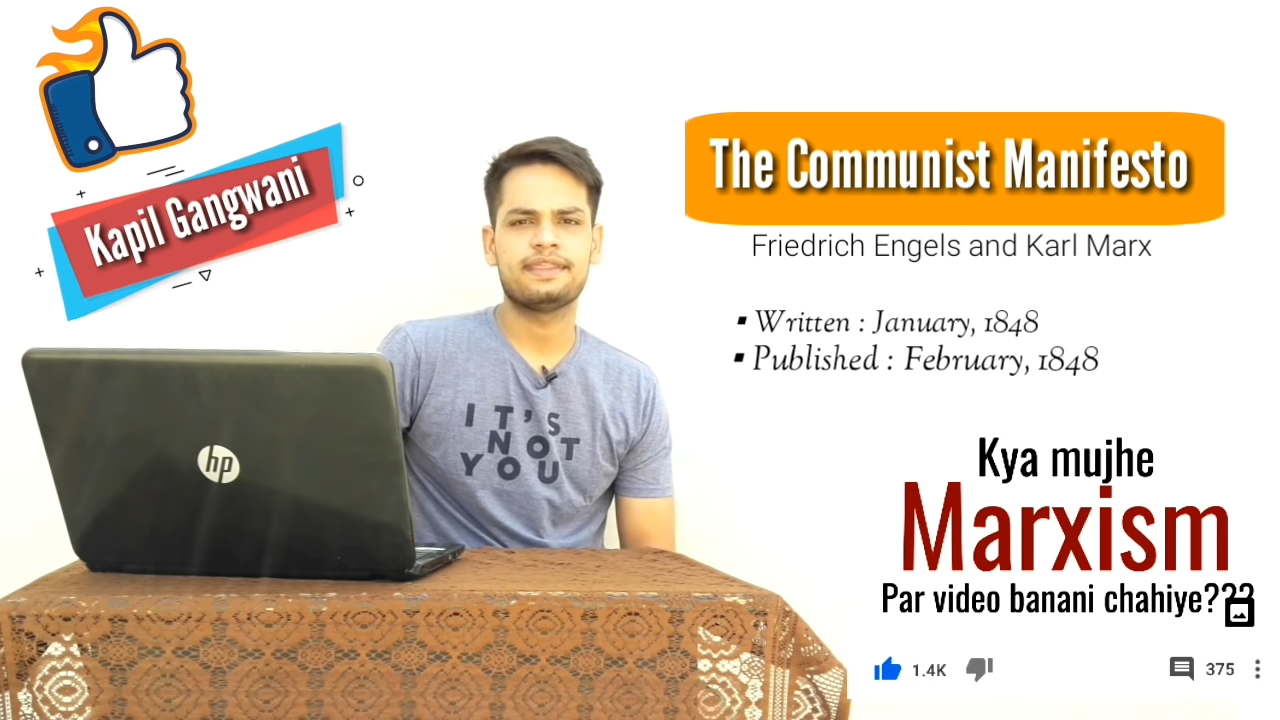 Kapil Gangwani
The Communist Manifesto
Friedrich Engels and Karl Marx
▪ Written : January, 1848
▪ Published : February, 1848
IT'S
NOT
YOU
hp
Kya mujhe
Marxism
Par video banani chahiye???
1.4K 375